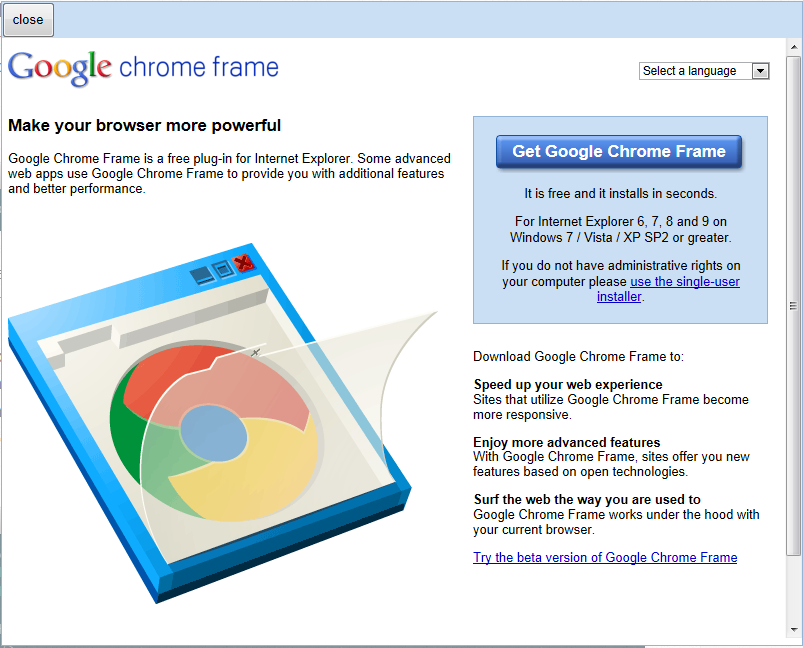 close
Google chrome frame
Select a language
Make your browser more powerful
Google Chrome Frame is a free plug-in for Internet Explorer. Some advanced
web apps use Google Chrome Frame to provide you with additional features
and better performance.
Get Google Chrome Frame
It is free and it installs in seconds.
For Internet Explorer 6, 7, 8 and 9 on
Windows 7 / Vista / XP SP2 or greater.
If you do not have administrative rights on
your computer please use the single-user
installer.
Download Google Chrome Frame to:
Speed up your web experience
Sites that utilize Google Chrome Frame become
more responsive.
Enjoy more advanced features
With Google Chrome Frame, sites offer you new
features based on open technologies.
Surf the web the way you are used to
Google Chrome Frame works under the hood with
your current browser.
Try the beta version of Google Chrome Frame